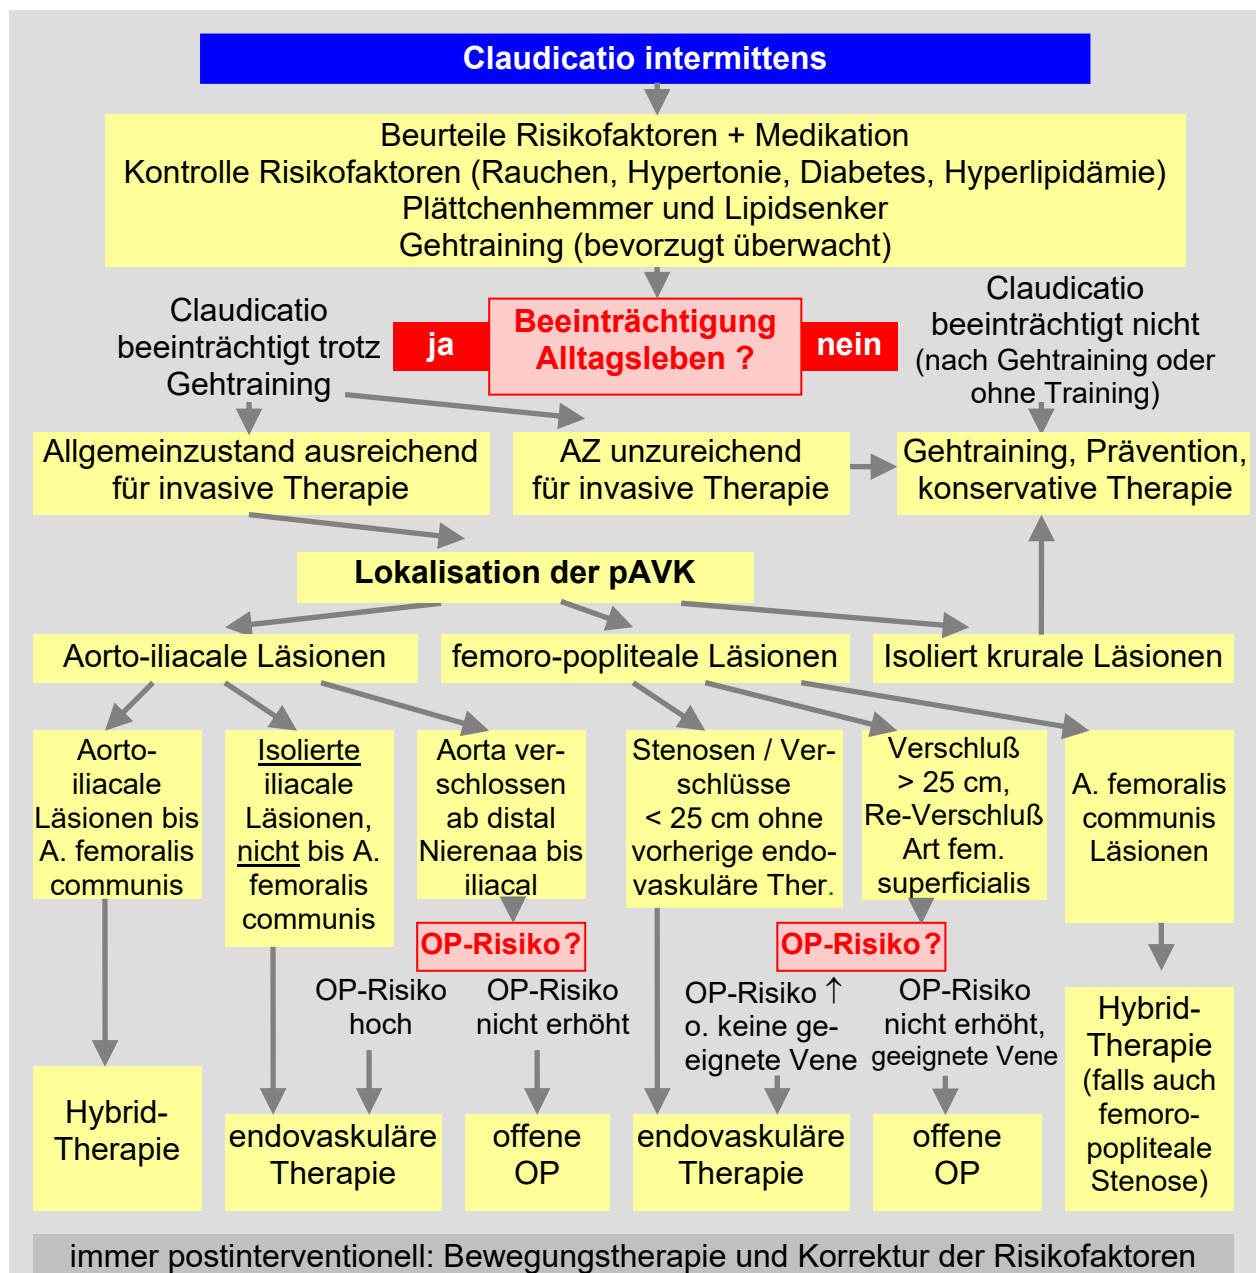 Claudicatio intermittens
Beurteile Risikofaktoren + Medikation
Kontrolle Risikofaktoren (Rauchen, Hypertonie, Diabetes, Hyperlipidämie)
Plättchenhemmer und Lipidsenker
Gehtraining (bevorzugt überwacht)
Claudicatio
beeinträchtigt trotz
Gehtraining
ja
Beeinträchtigung
Alltagsleben ?
nein
Claudicatio
beeinträchtigt nicht
(nach Gehtraining oder
ohne Training)
Allgemeinzustand ausreichend
für invasive Therapie
AZ unzureichend
für invasive Therapie
Gehtraining, Prävention,
konservative Therapie
Lokalisation der pAVK
Aorto-iliacale Läsionen
femoro-popliteale Läsionen
Isoliert krurale Läsionen
Aorto-
iliacale
Läsionen bis
A. femoralis
communis
Isolierte
iliacale
Läsionen,
nicht bis A.
femoralis
communis
Aorta ver-
schlossen
ab distal
Nierenaa bis
iliacal
Stenosen / Ver-
schlüsse
< 25 cm ohne
vorherige endo-
vaskuläre Ther.
Verschluß
> 25 cm,
Re-Verschluß
Art fem.
superficialis
A. femoralis
communis
Läsionen
OP-Risiko ?
OP-Risiko ?
OP-Risiko
hoch
OP-Risiko
nicht erhöht
OP-Risiko ↑
o. keine ge-
eignete Vene
OP-Risiko
nicht erhöht,
geeignete Vene
Hybrid-
Therapie
endovaskuläre
Therapie
offene
OP
endovaskuläre
Therapie
offene
OP
Hybrid-
Therapie
(falls auch
femoro-
popliteale
Stenose)
immer postinterventionell: Bewegungstherapie und Korrektur der Risikofaktoren